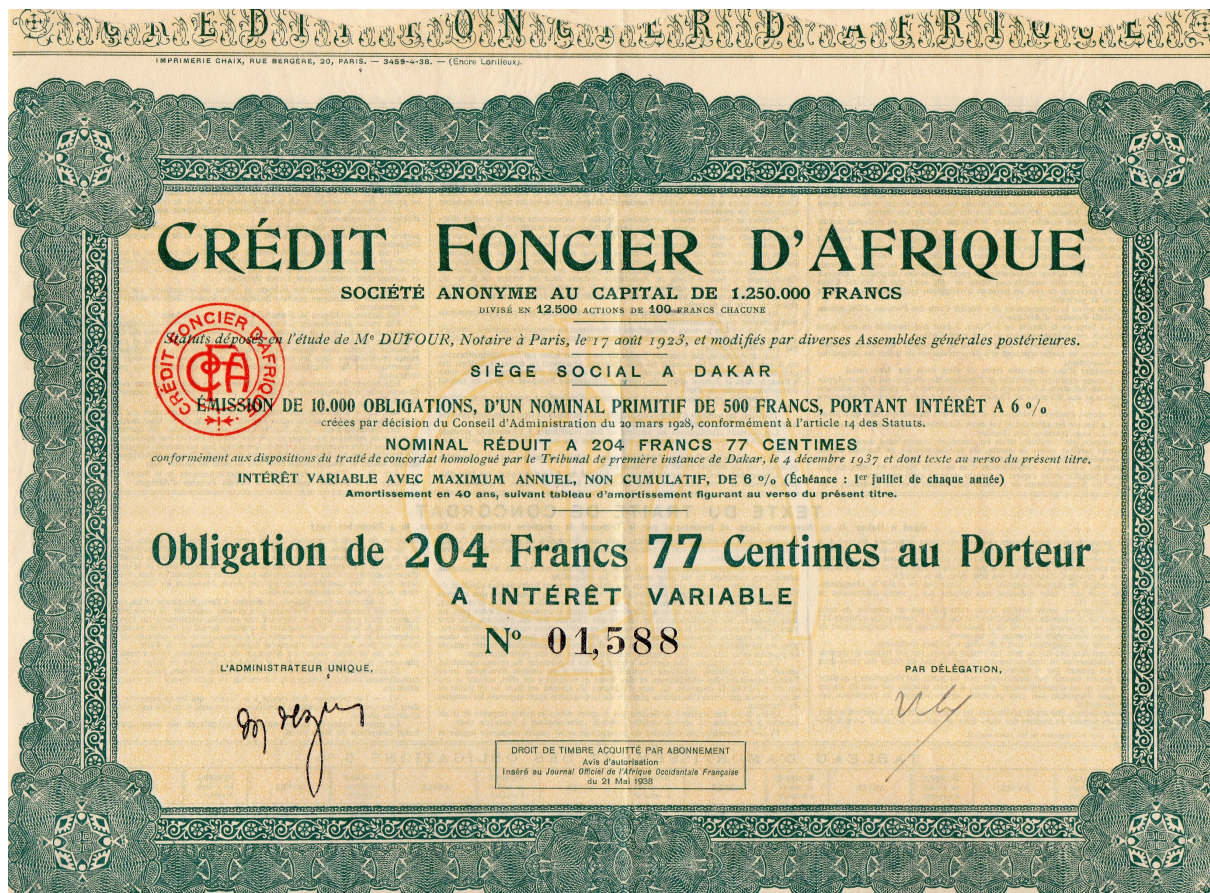 CRÉDIT FONCIER D'AFRIQUE
IMPRIMERIE CHAIX, RUE BERGÈRE, 20, PARIS. — 3459-4-38. — (Encre Lorilleux).
CRÉDIT FONCIER D'AFRIQUE
SOCIÉTÉ ANONYME AU CAPITAL DE 1.250.000 FRANCS
DIVISÉ EN 12.500 ACTIONS DE 100 FRANCS CHACUNE
Statuts déposés en l'étude de Me DUFOUR, Notaire à Paris, le 17 août 1923, et modifiés par diverses Assemblées générales postérieures.
SIÈGE SOCIAL A DAKAR
CRÉDIT FONCIER D'AFRIQUE
CFA
ÉMISSION DE 10.000 OBLIGATIONS, D'UN NOMINAL PRIMITIF DE 500 FRANCS, PORTANT INTÉRÊT A 6 %
créées par décision du Conseil d'Administration du 20 mars 1928, conformément à l'article 14 des Statuts.
NOMINAL RÉDUIT A 204 FRANCS 77 CENTIMES
conformément aux dispositions du traité de concordat homologué par le Tribunal de première instance de Dakar, le 4 décembre 1937 et dont texte au verso du présent titre.
INTÉRÊT VARIABLE AVEC MAXIMUM ANNUEL, NON CUMULATIF, DE 6 % (Échéance : 1er juillet de chaque année)
Amortissement en 40 ans, suivant tableau d'amortissement figurant au verso du présent titre.
Obligation de 204 Francs 77 Centimes au Porteur
A INTÉRÊT VARIABLE
No 01,588
L'ADMINISTRATEUR UNIQUE,
PAR DÉLÉGATION,
DROIT DE TIMBRE ACQUITTÉ PAR ABONNEMENT
Avis d'autorisation
Inséré au Journal Officiel de l'Afrique Occidentale Française
du 21 Mai 1938